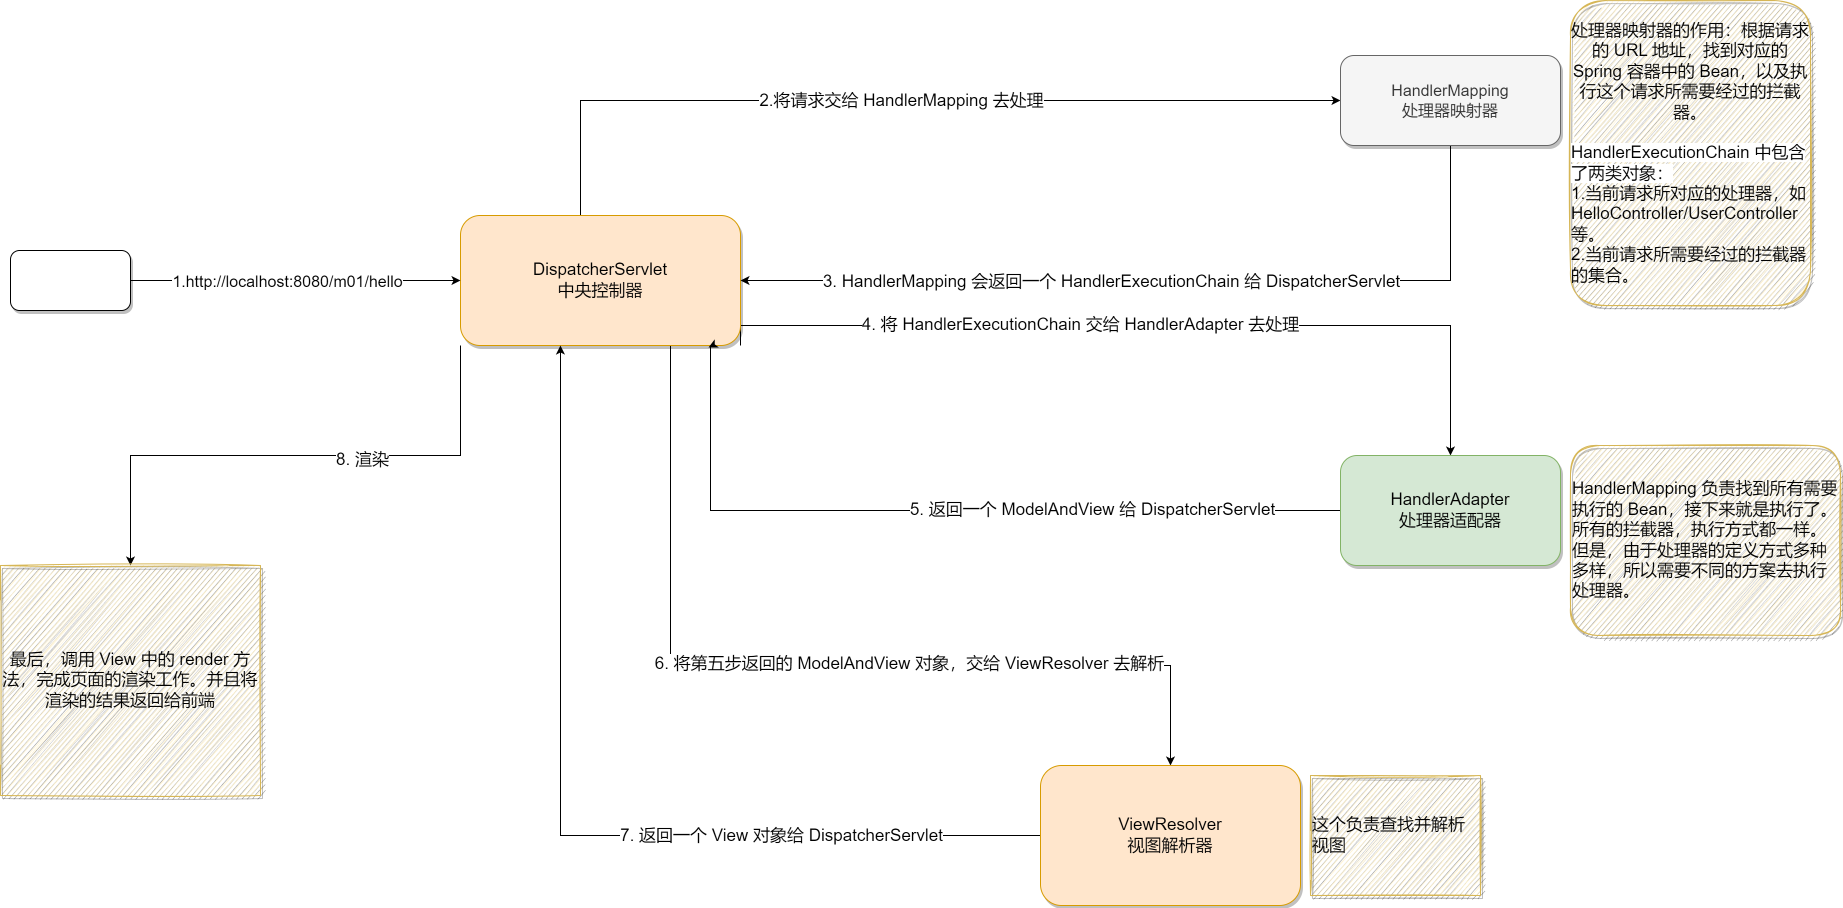 处理器映射器的作用：根据请求
的 URL 地址，找到对应的
Spring 容器中的 Bean，以及执
行这个请求所需要经过的拦截
器。
HandlerExecutionChain 中包含
了两类对象：
1.当前请求所对应的处理器，如
HelloController/UserController
等。
2.当前请求所需要经过的拦截器
的集合。
HandlerMapping
处理器映射器
2.将请求交给 HandlerMapping 去处理
1.http://localhost:8080/m01/hello
DispatcherServlet
中央控制器
3. HandlerMapping 会返回一个 HandlerExecutionChain 给 DispatcherServlet
4. 将 HandlerExecutionChain 交给 HandlerAdapter 去处理
8. 渲染
5. 返回一个 ModelAndView 给 DispatcherServlet
HandlerAdapter
处理器适配器
HandlerMapping 负责找到所有需要
执行的 Bean，接下来就是执行了。
所有的拦截器，执行方式都一样。
但是，由于处理器的定义方式多种
多样，所以需要不同的方案去执行
处理器。
最后，调用 View 中的 render 方
法，完成页面的渲染工作。并且将
渲染的结果返回给前端
6. 将第五步返回的 ModelAndView 对象，交给 ViewResolver 去解析
7. 返回一个 View 对象给 DispatcherServlet
ViewResolver
视图解析器
这个负责查找并解析
视图